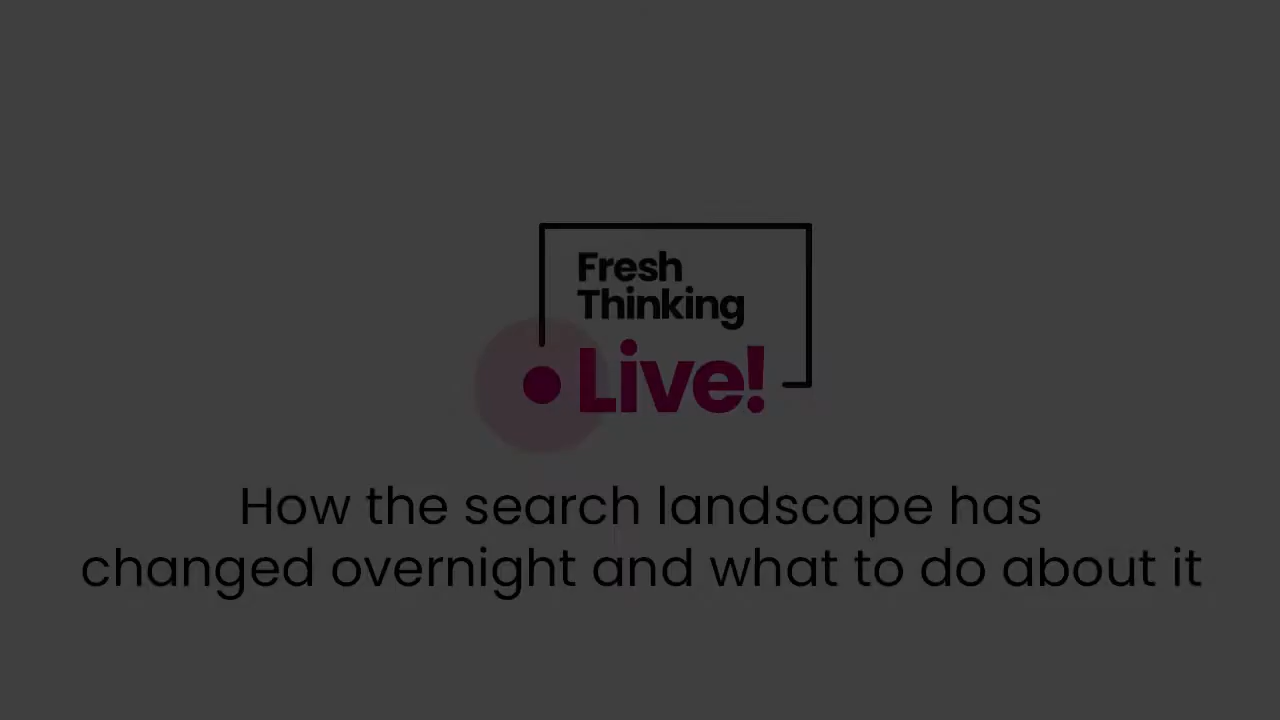 Fresh
Thinking
Live!
How the search landscape has
changed overnight and what to do about it